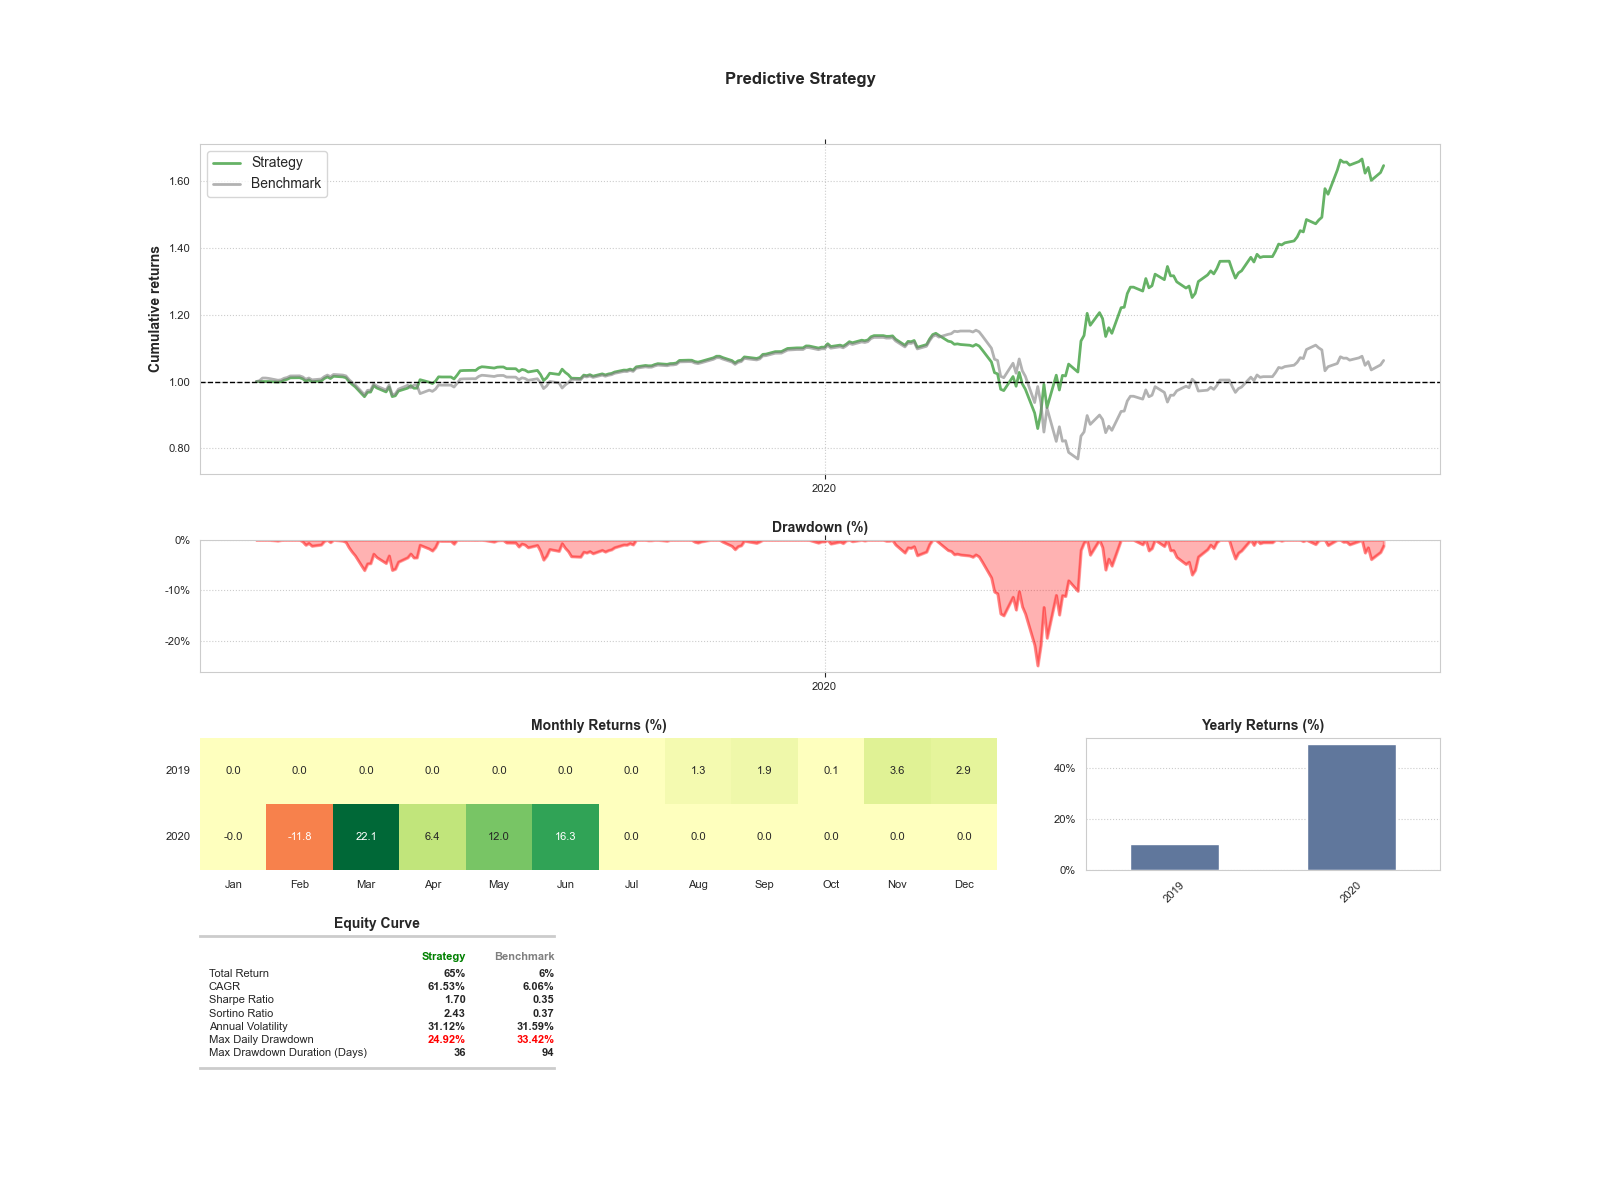 Predictive Strategy
Strategy
Benchmark
Cumulative returns
1.60
1.40
1.20
1.00
0.80
2020
Drawdown (%)
0%
-10%
-20%
2020
Monthly Returns (%)
2019 0.0 0.0 0.0 0.0 0.0 0.0 0.0 1.3 1.9 0.1 3.6 2.9
2020 -0.0 -11.8 22.1 6.4 12.0 16.3 0.0 0.0 0.0 0.0 0.0 0.0
Jan Feb Mar Apr May Jun Jul Aug Sep Oct Nov Dec
Yearly Returns (%)
40%
20%
0%
2019 2020
Equity Curve
Strategy Benchmark
Total Return 65% 6%
CAGR 61.53% 6.06%
Sharpe Ratio 1.70 0.35
Sortino Ratio 2.43 0.37
Annual Volatility 31.12% 31.59%
Max Daily Drawdown 24.92% 33.42%
Max Drawdown Duration (Days) 36 94